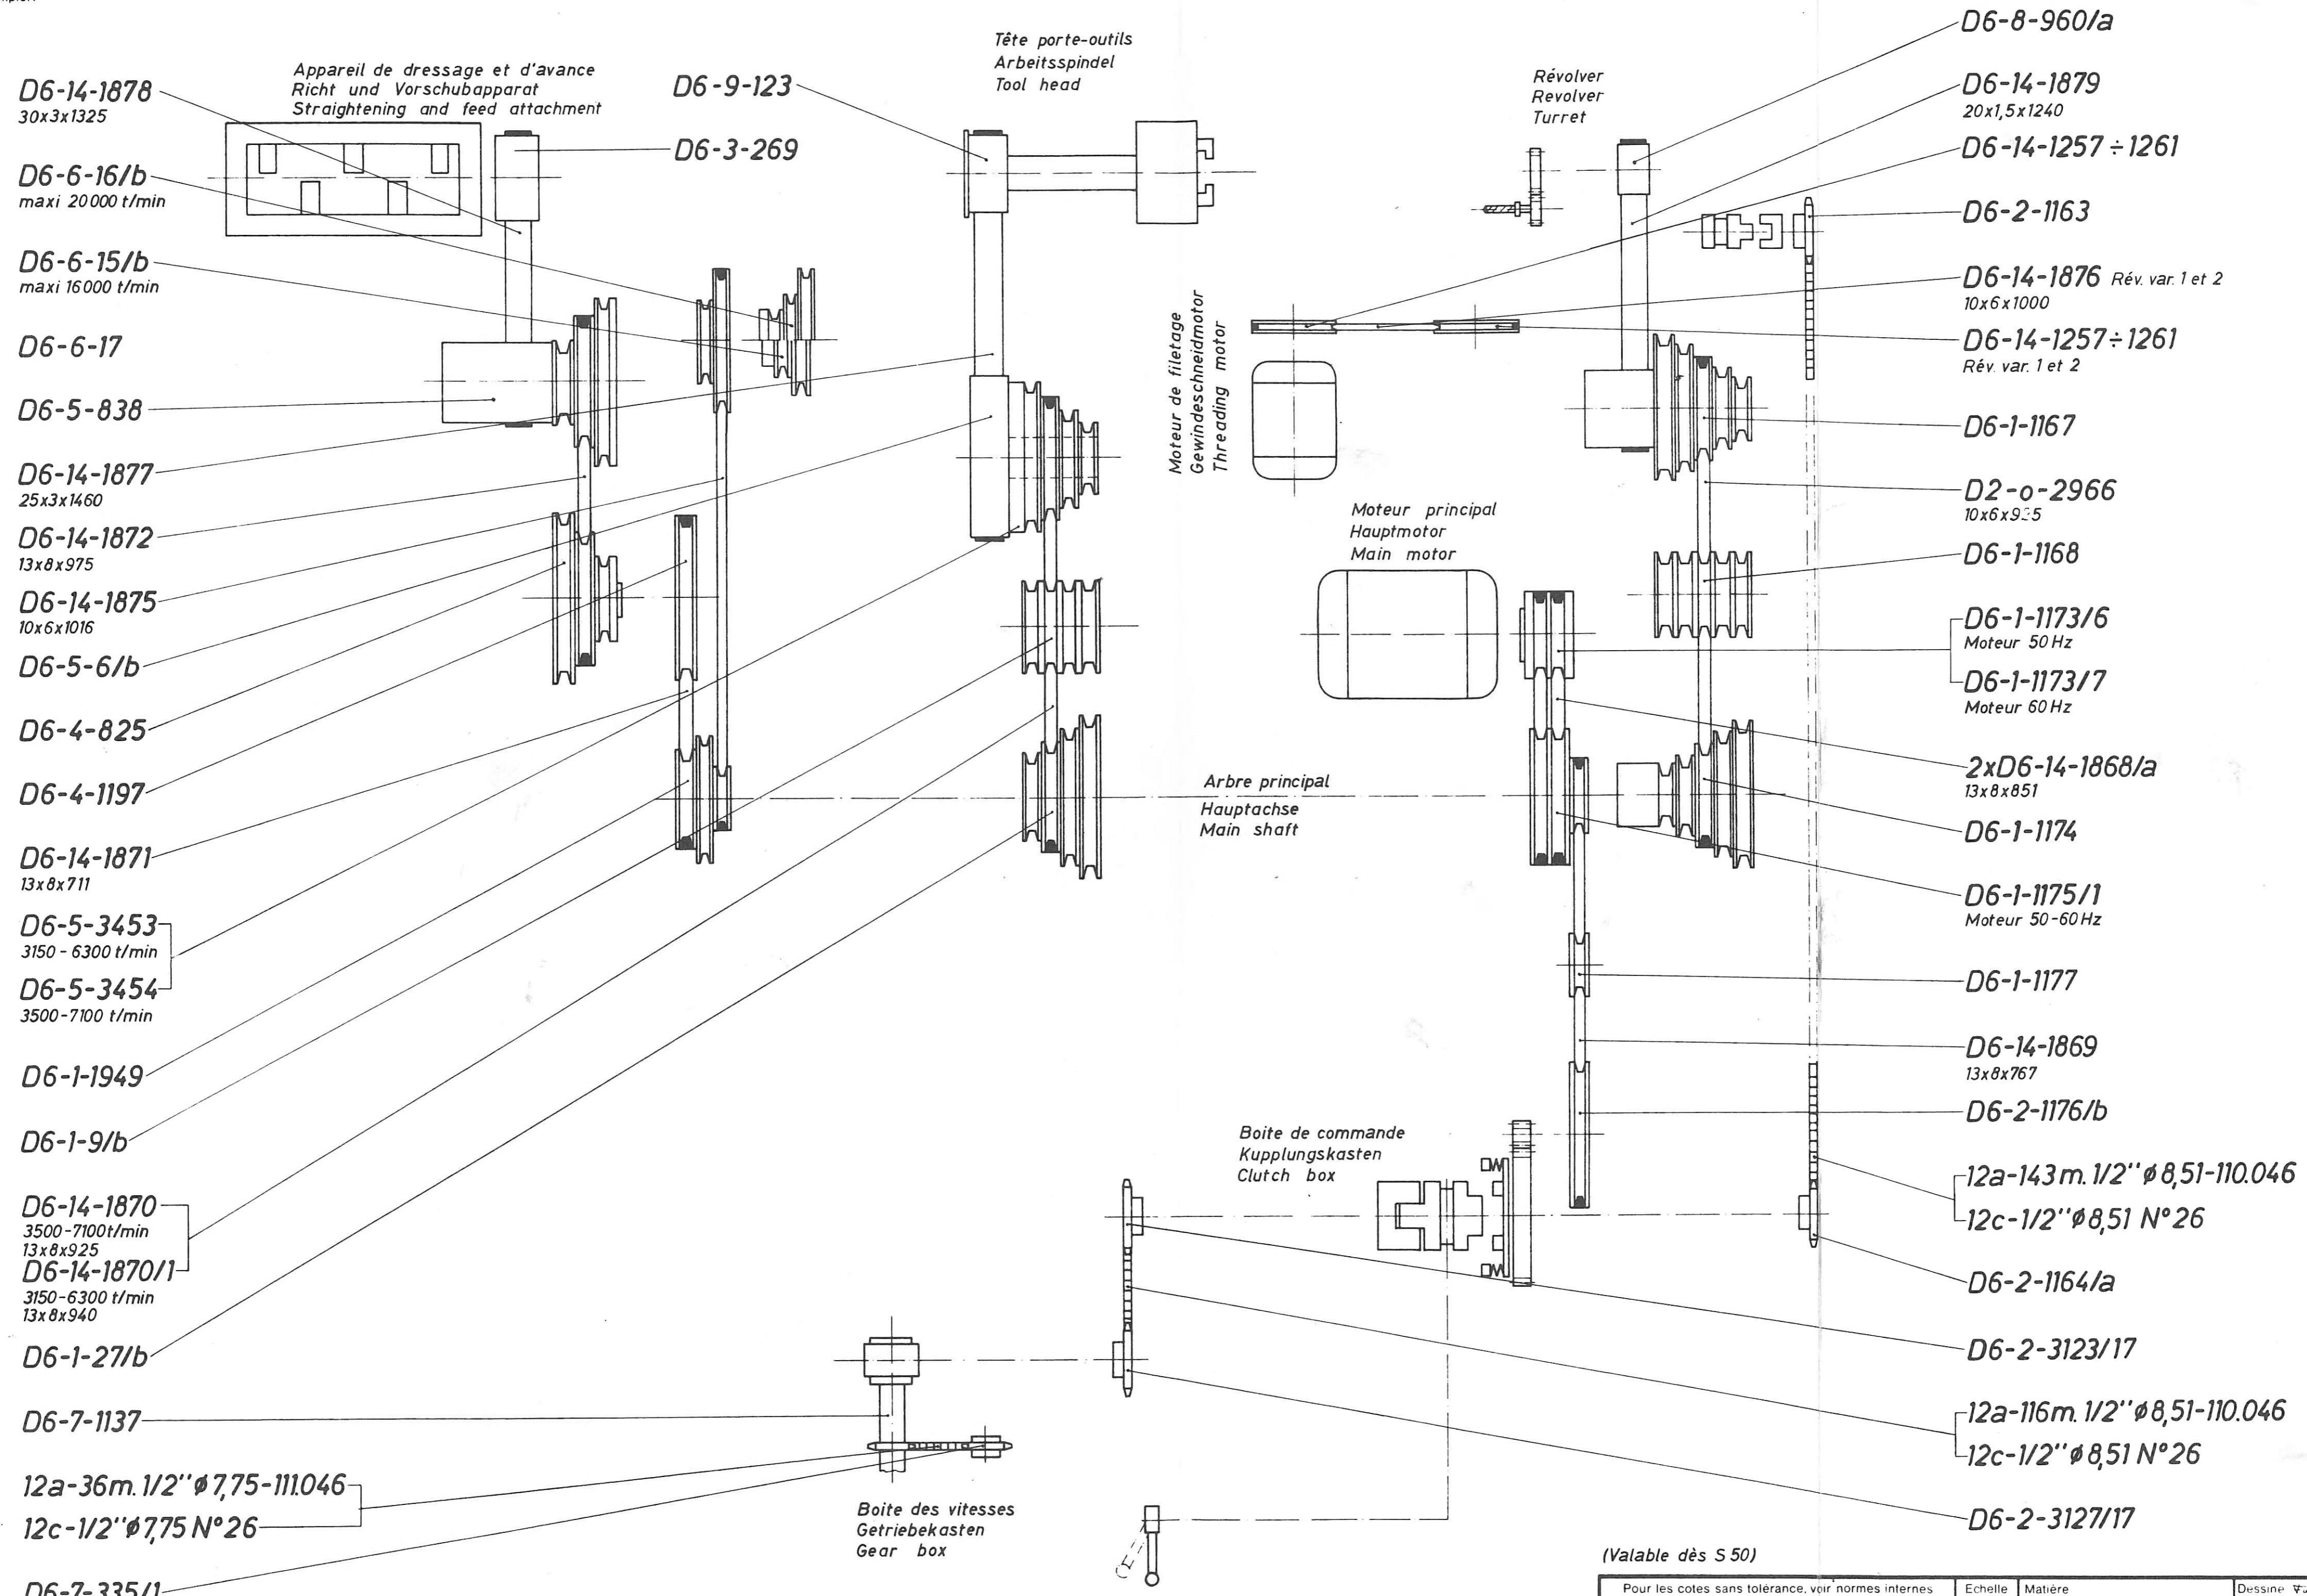 D6-14-1878
30x3x1325
D6-6-16/b
maxi 20000 t/min
D6-6-15/b
maxi 16000 t/min
D6-6-17
D6-5-838
D6-14-1877
25x3x1460
D6-14-1872
13x8x975
D6-14-1875
10x6x1016
D6-5-6/b
D6-4-825
D6-4-1197
D6-14-1871
13x8x711
D6-5-3453
3150-6300 t/min
D6-5-3454
3500-7100 t/min
D6-1-1949
D6-1-9/b
D6-14-1870
3500-7100t/min
13x8x925
D6-14-1870/1
3150-6300 t/min
13x8x940
D6-1-27/b
D6-7-1137
12a-36m. 1/2'' ø7,75-111.046
12c-1/2''ø7,75 N°26
D6-7-335/1
Appareil de dressage et d'avance
Richt und Vorschubapparat
Straightening and feed attachment
D6-9-123
D6-3-269
Tête porte-outils
Arbeitsspindel
Tool head
Révolver
Revolver
Turret
Moteur de filetage
Gewindeschneidmotor
Threading motor
Moteur principal
Hauptmotor
Main motor
Arbre principal
Hauptachse
Main shaft
Boite de commande
Kupplungskasten
Clutch box
Boite des vitesses
Getriebekasten
Gear box
D6-8-960/a
D6-14-1879
20x1,5x1240
D6-14-1257÷1261
D6-2-1163
D6-14-1876 Rév. var. 1 et 2
10x6x1000
D6-14-1257÷1261
Rév. var. 1 et 2
D6-1-1167
D2-o-2966
D6-1-1168
D6-1-1173/6
Moteur 50 Hz
D6-1-1173/7
Moteur 60 Hz
2xD6-14-1868/a
13x8x851
D6-1-1174
D6-1-1175/1
Moteur 50-60 Hz
D6-1-1177
D6-14-1869
13x8x767
D6-2-1176/b
12a-143m. 1/2'' ø8,51-110.046
12c-1/2''ø8,51 N°26
D6-2-1164/a
D6-2-3123/17
12a-116m. 1/2''ø8,51-110.046
12c-1/2''ø8,51 N°26
D6-2-3127/17
(Valable dès S 50)
Pour les cotes sans tolérance, voir normes internes
Echelle
Matière
Dessiné